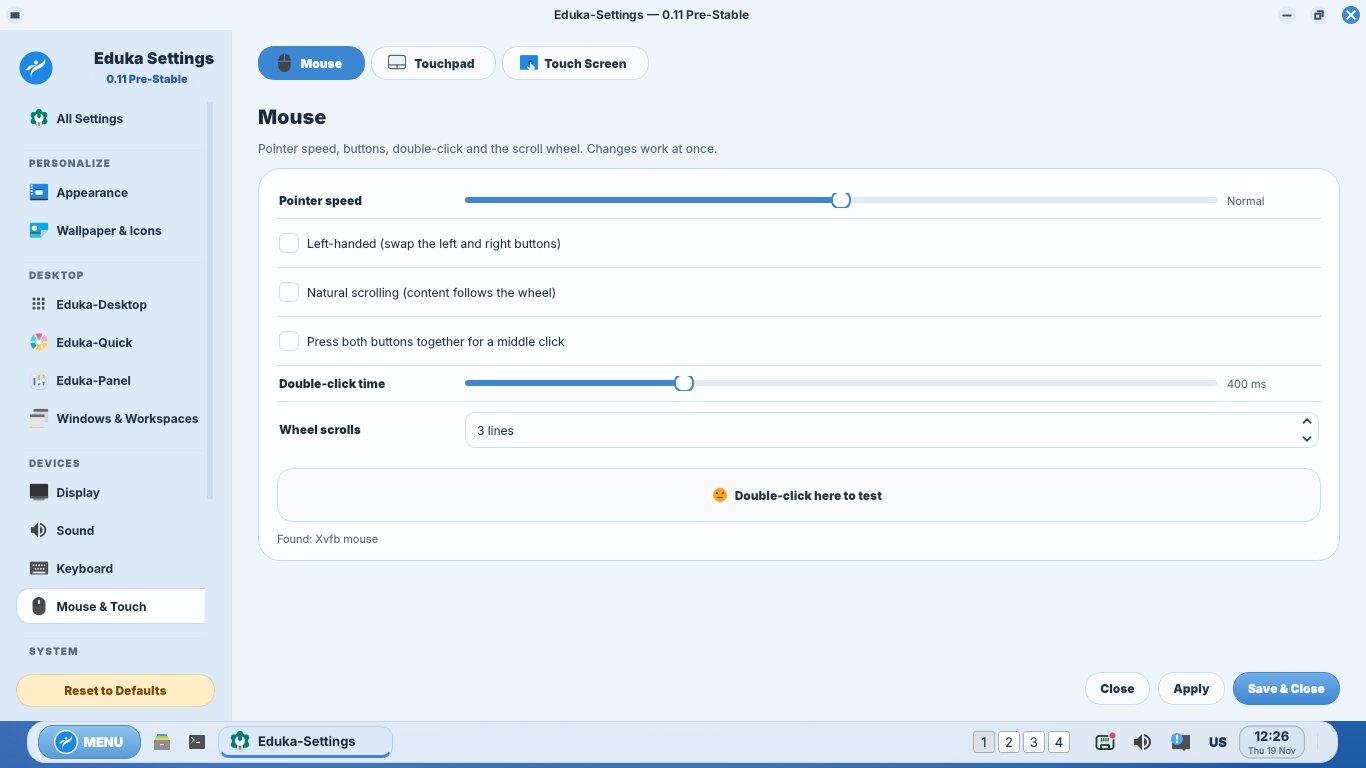 Eduka-Settings — 0.11 Pre-Stable
Eduka Settings
0.11 Pre-Stable
All Settings
PERSONALIZE
Appearance
Wallpaper & Icons
DESKTOP
Eduka-Desktop
Eduka-Quick
Eduka-Panel
Windows & Workspaces
DEVICES
Display
Sound
Keyboard
Mouse & Touch
SYSTEM
Reset to Defaults
Mouse
Touchpad
Touch Screen
Mouse
Pointer speed, buttons, double-click and the scroll wheel. Changes work at once.
Pointer speed
Normal
Left-handed (swap the left and right buttons)
Natural scrolling (content follows the wheel)
Press both buttons together for a middle click
Double-click time
400 ms
Wheel scrolls
3 lines
Double-click here to test
Found: Xvfb mouse
Close
Apply
Save & Close
MENU
Eduka-Settings
1
2
3
4
US
12:26
Thu 19 Nov